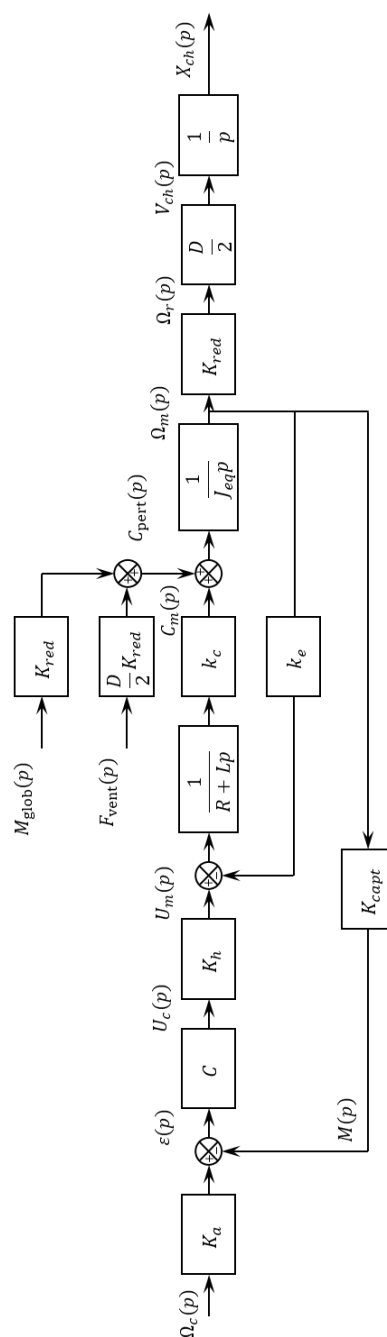 M_glob(p)
K_red
F_vent(p)
D/2 K_red
C_pert(p)
+
+
Ω_c(p)
K_a
+
-
ε(p)
C
U_c(p)
K_h
U_m(p)
+
-
1/(R + Lp)
k_c
C_m(p)
+
+
1/(J_eq p)
Ω_m(p)
K_red
Ω_r(p)
D/2
V_ch(p)
1/p
X_ch(p)
k_e
M(p)
K_capt